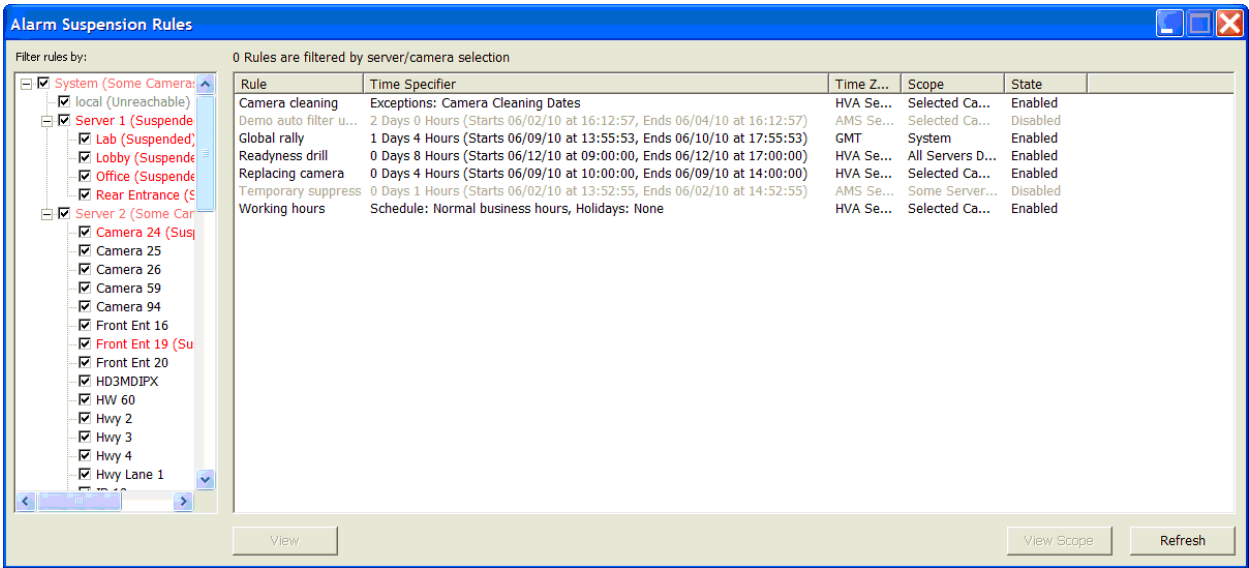 Alarm Suspension Rules
Filter rules by:
0 Rules are filtered by server/camera selection
System (Some Camera
local (Unreachable)
Server 1 (Suspende
Lab (Suspended)
Lobby (Suspende
Office (Suspende
Rear Entrance (S
Server 2 (Some Car
Camera 24 (Susp
Camera 25
Camera 26
Camera 59
Camera 94
Front Ent 16
Front Ent 19 (Su
Front Ent 20
HD3MDIPX
HW 60
Hwy 2
Hwy 3
Hwy 4
Hwy Lane 1
Rule Time Specifier Time Z... Scope State
Camera cleaning Exceptions: Camera Cleaning Dates HVA Se... Selected Ca... Enabled
Demo auto filter u... 2 Days 0 Hours (Starts 06/02/10 at 16:12:57, Ends 06/04/10 at 16:12:57) AMS Se... Selected Ca... Disabled
Global rally 1 Days 4 Hours (Starts 06/09/10 at 13:55:53, Ends 06/10/10 at 17:55:53) GMT System Enabled
Readyness drill 0 Days 8 Hours (Starts 06/12/10 at 09:00:00, Ends 06/12/10 at 17:00:00) HVA Se... All Servers D... Enabled
Replacing camera 0 Days 4 Hours (Starts 06/09/10 at 10:00:00, Ends 06/09/10 at 14:00:00) HVA Se... Selected Ca... Enabled
Temporary suppress 0 Days 1 Hours (Starts 06/02/10 at 13:52:55, Ends 06/02/10 at 14:52:55) AMS Se... Some Server... Disabled
Working hours Schedule: Normal business hours, Holidays: None HVA Se... Selected Ca... Enabled
View
View Scope
Refresh